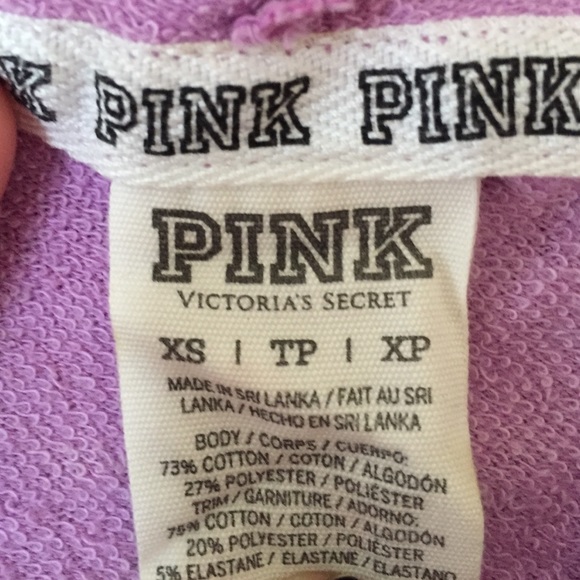 K PINK PINK
PINK
VICTORIA'S SECRET
XS | TP | XP
MADE IN SRI LANKA / FAIT AU SRI
LANKA / HECHO EN SRI LANKA
BODY / CORPS / CUERPO:
73% COTTON / COTON / ALGODÓN
27% POLYESTER / POLIÉSTER
TRIM / GARNITURE / ADORNO:
75% COTTON / COTON / ALGODÓN
20% POLYESTER / POLIÉSTER
5% ELASTANE / ÉLASTANE / ELASTANO